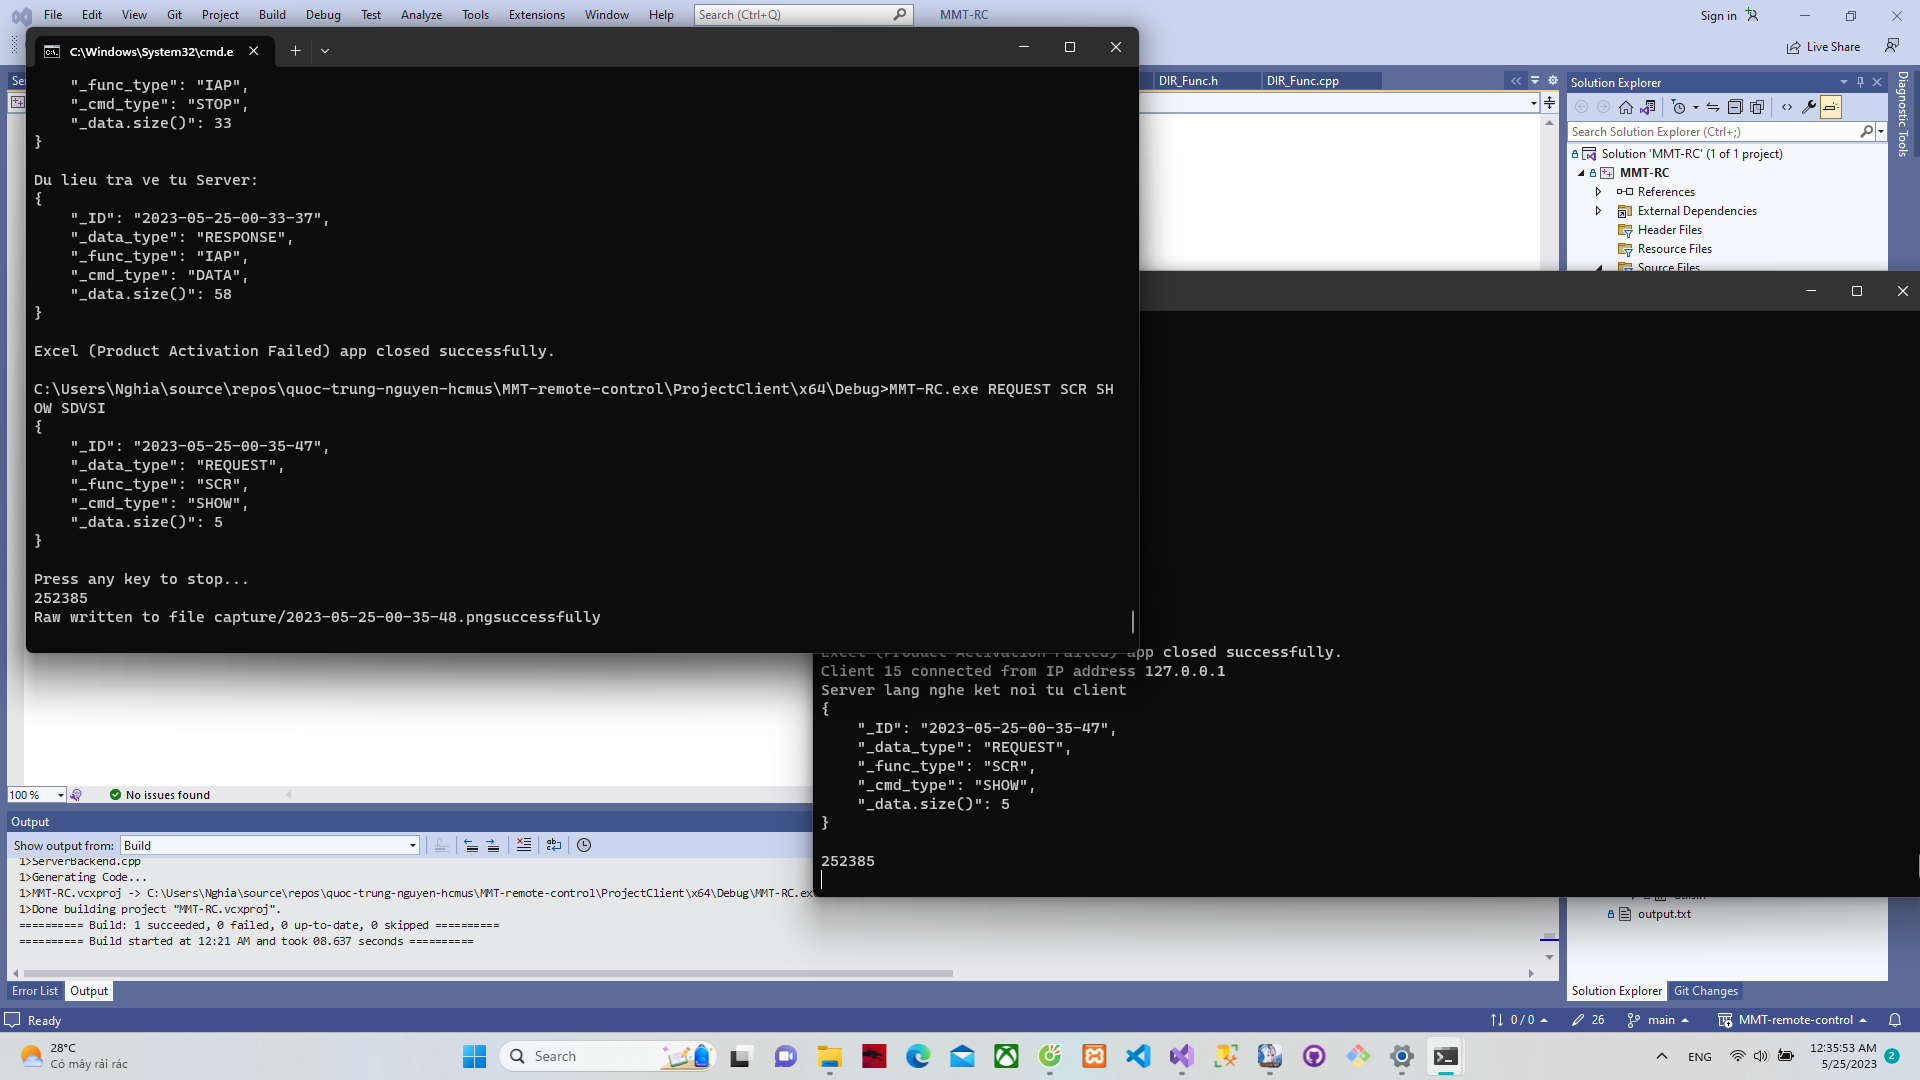 File Edit View Git Project Build Debug Test Analyze Tools Extensions Window Help Search (Ctrl+Q) MMT-RC Sign in
Live Share
C:\Windows\System32\cmd.e
"_func_type": "IAP",
"_cmd_type": "STOP",
"_data.size()": 33
}
Du lieu tra ve tu Server:
{
"_ID": "2023-05-25-00-33-37",
"_data_type": "RESPONSE",
"_func_type": "IAP",
"_cmd_type": "DATA",
"_data.size()": 58
}
Excel (Product Activation Failed) app closed successfully.
C:\Users\Nghia\source\repos\quoc-trung-nguyen-hcmus\MMT-remote-control\ProjectClient\x64\Debug>MMT-RC.exe REQUEST SCR SH
OW SDVSI
{
"_ID": "2023-05-25-00-35-47",
"_data_type": "REQUEST",
"_func_type": "SCR",
"_cmd_type": "SHOW",
"_data.size()": 5
}
Press any key to stop...
252385
Raw written to file capture/2023-05-25-00-35-48.pngsuccessfully
DIR_Func.h DIR_Func.cpp
Solution Explorer
Search Solution Explorer (Ctrl+;)
Solution 'MMT-RC' (1 of 1 project)
MMT-RC
References
External Dependencies
Header Files
Resource Files
Source Files
output.txt
Diagnostic Tools
Excel (Product Activation Failed) app closed successfully.
Client 15 connected from IP address 127.0.0.1
Server lang nghe ket noi tu client
{
"_ID": "2023-05-25-00-35-47",
"_data_type": "REQUEST",
"_func_type": "SCR",
"_cmd_type": "SHOW",
"_data.size()": 5
}
252385
100 % No issues found
Output
Show output from: Build
1>ServerBackend.cpp
1>Generating Code...
1>MMT-RC.vcxproj -> C:\Users\Nghia\source\repos\quoc-trung-nguyen-hcmus\MMT-remote-control\ProjectClient\x64\Debug\MMT-RC.ex
1>Done building project "MMT-RC.vcxproj".
========== Build: 1 succeeded, 0 failed, 0 up-to-date, 0 skipped ==========
========== Build started at 12:21 AM and took 08.637 seconds ==========
Error List Output
Solution Explorer Git Changes
Ready 0 / 0 26 main MMT-remote-control
28°C
Có mây rải rác
Search
ENG
12:35:53 AM
5/25/2023
2